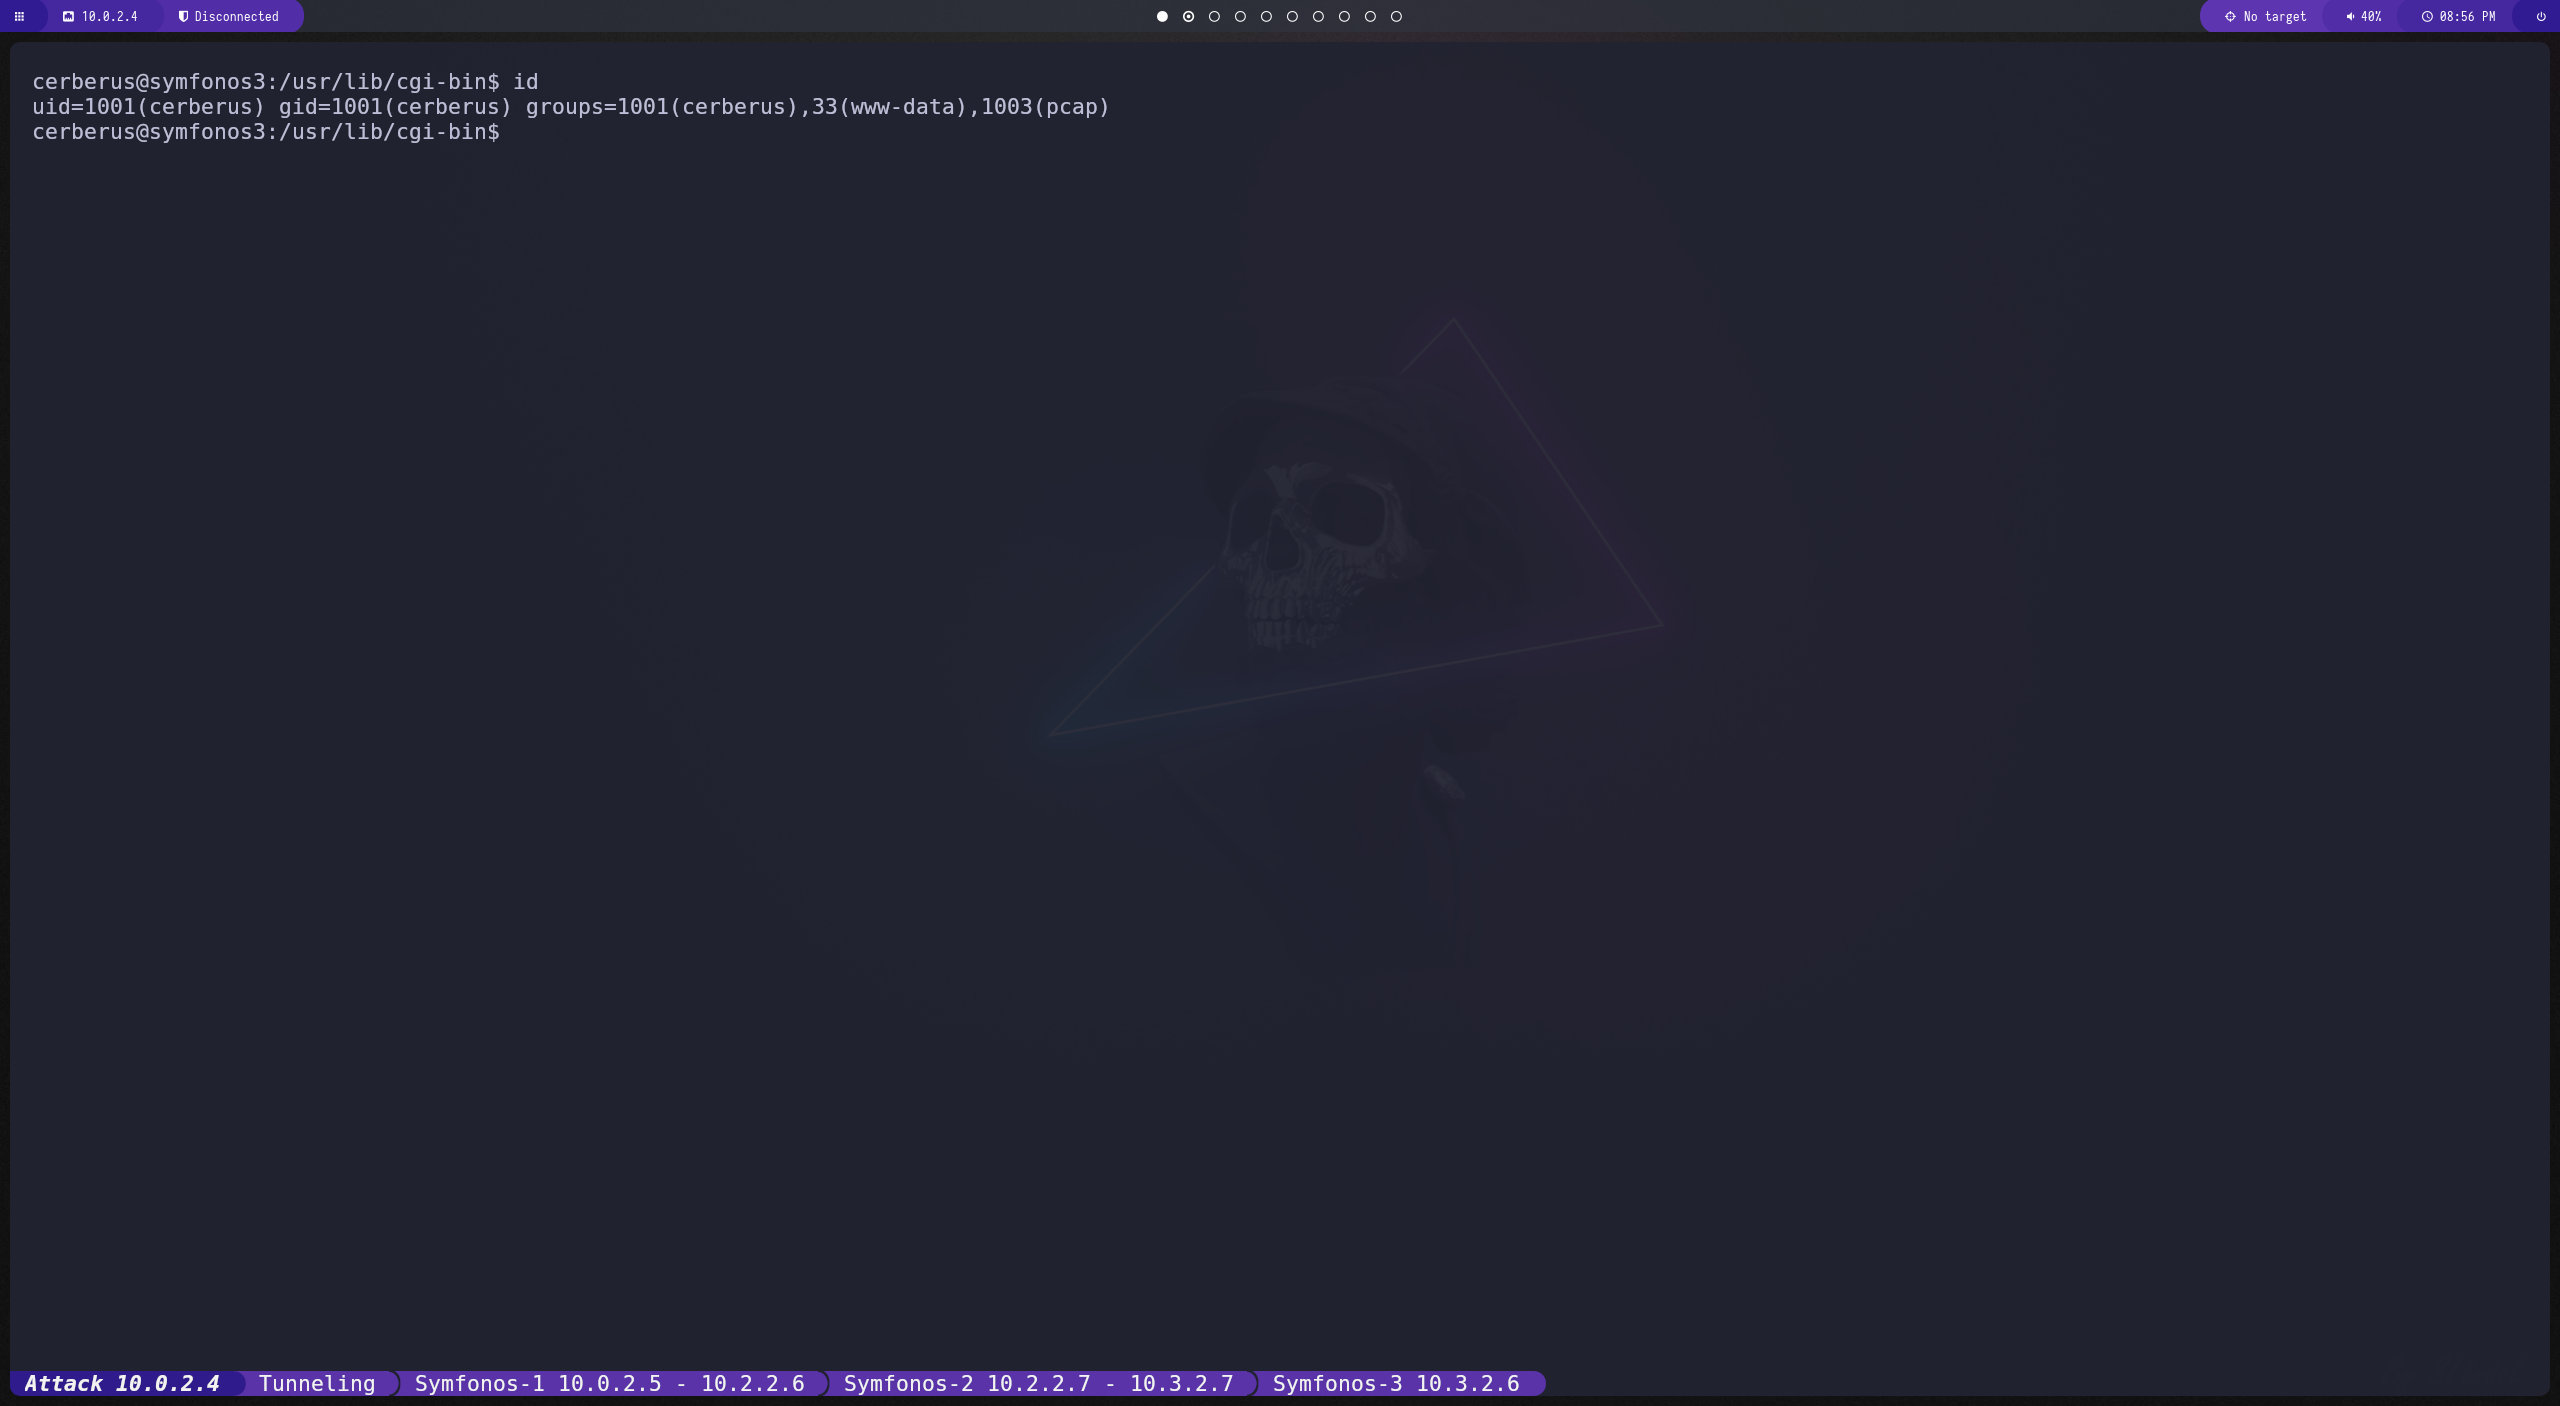 10.0.2.4 Disconnected No target 40% 08:56 PM
cerberus@symfonos3:/usr/lib/cgi-bin$ id
uid=1001(cerberus) gid=1001(cerberus) groups=1001(cerberus),33(www-data),1003(pcap)
cerberus@symfonos3:/usr/lib/cgi-bin$
Attack 10.0.2.4 Tunneling Symfonos-1 10.0.2.5 - 10.2.2.6 Symfonos-2 10.2.2.7 - 10.3.2.7 Symfonos-3 10.3.2.6